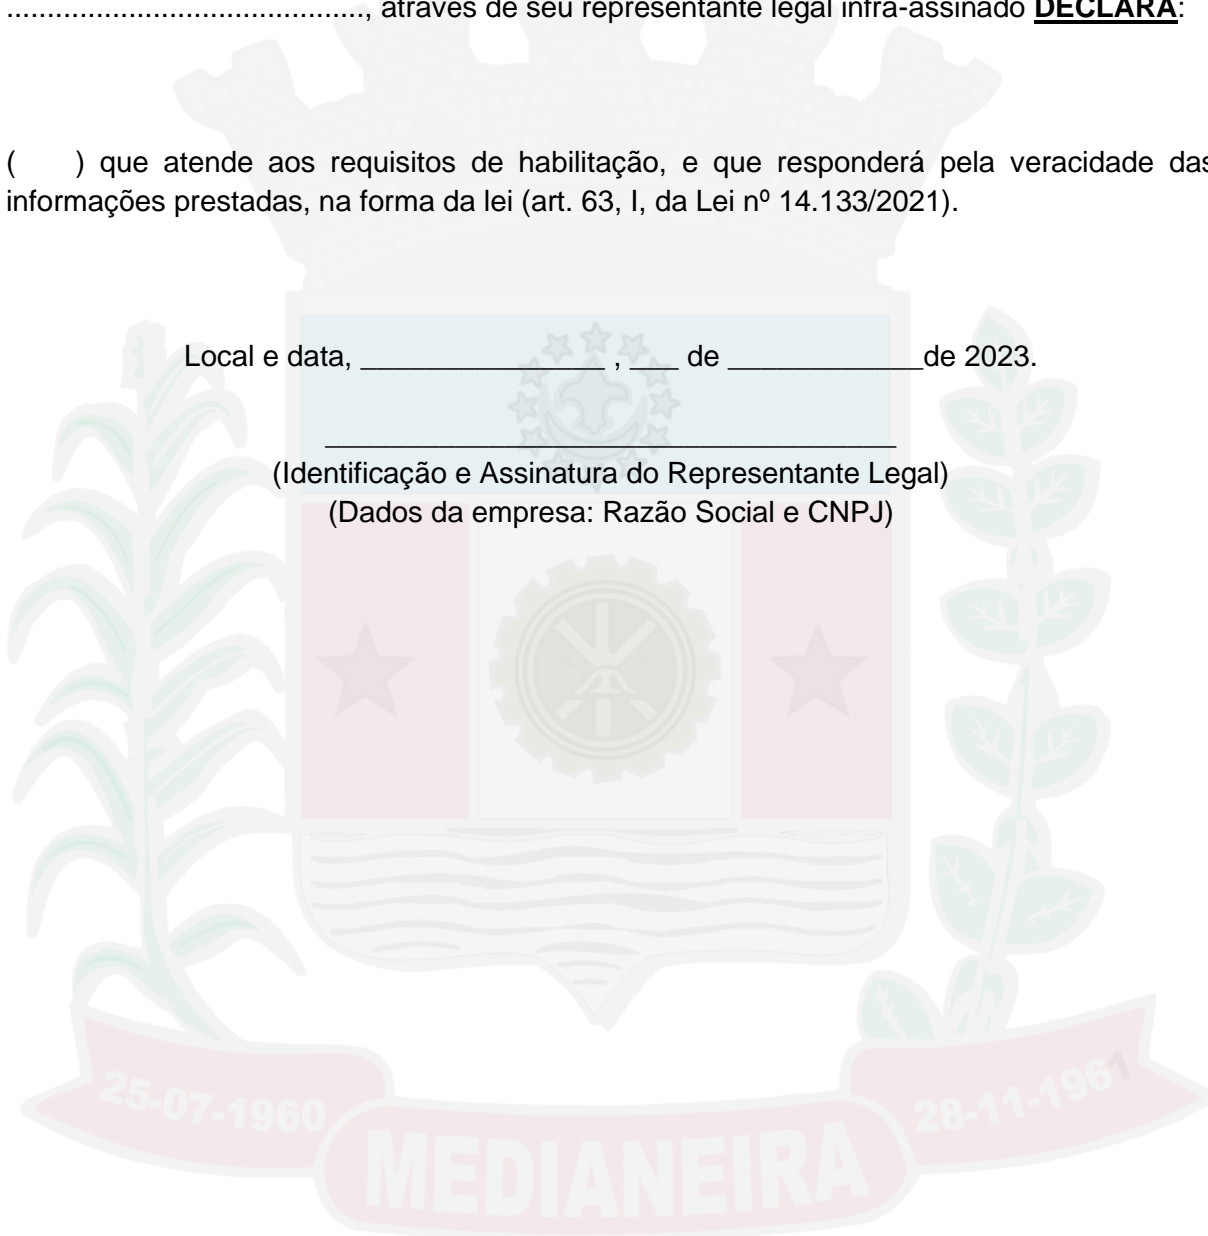 ............................................, através de seu representante legal infra-assinado DECLARA:
(    ) que atende aos requisitos de habilitação, e que responderá pela veracidade das
informações prestadas, na forma da lei (art. 63, I, da Lei nº 14.133/2021).
Local e data, _______________ , ___ de ____________de 2023.
___________________________________
(Identificação e Assinatura do Representante Legal)
(Dados da empresa: Razão Social e CNPJ)
25-07-1960
28-11-1961
MEDIANEIRA